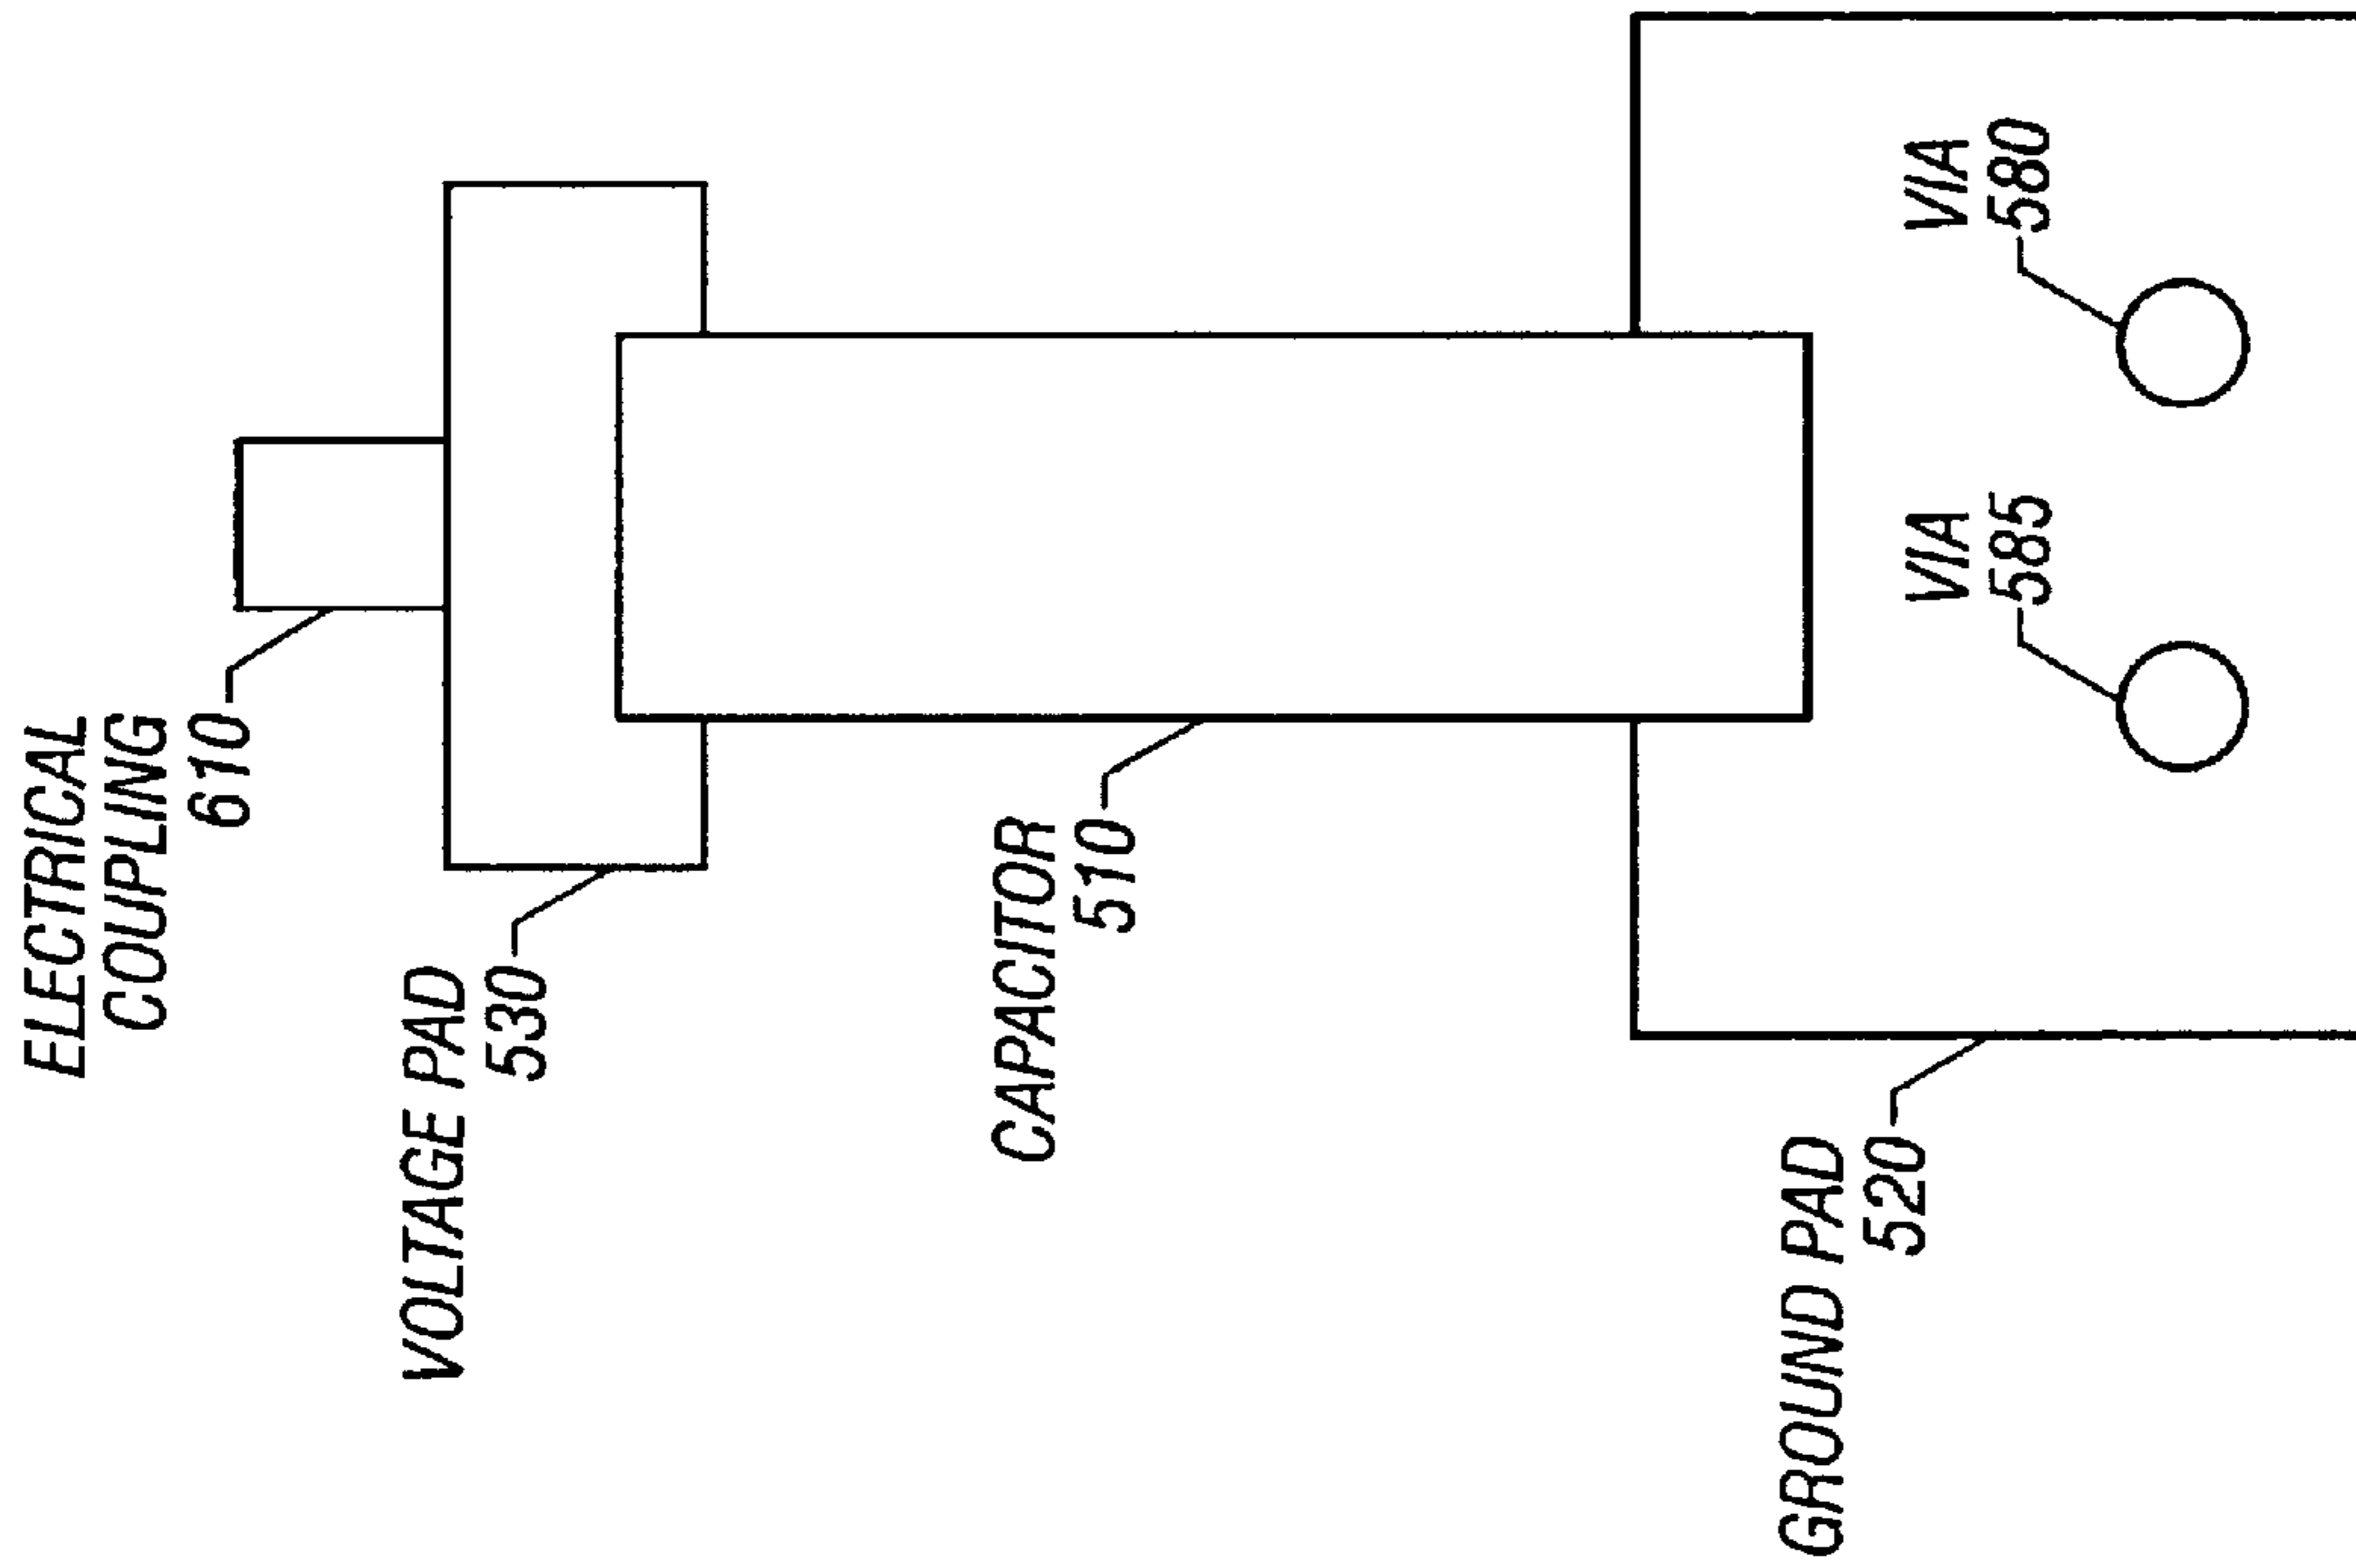 ELECTRICAL
COUPLING
610
VOLTAGE PAD
530
CAPACITOR
510
GROUND PAD
520
VIA
585
VIA
580